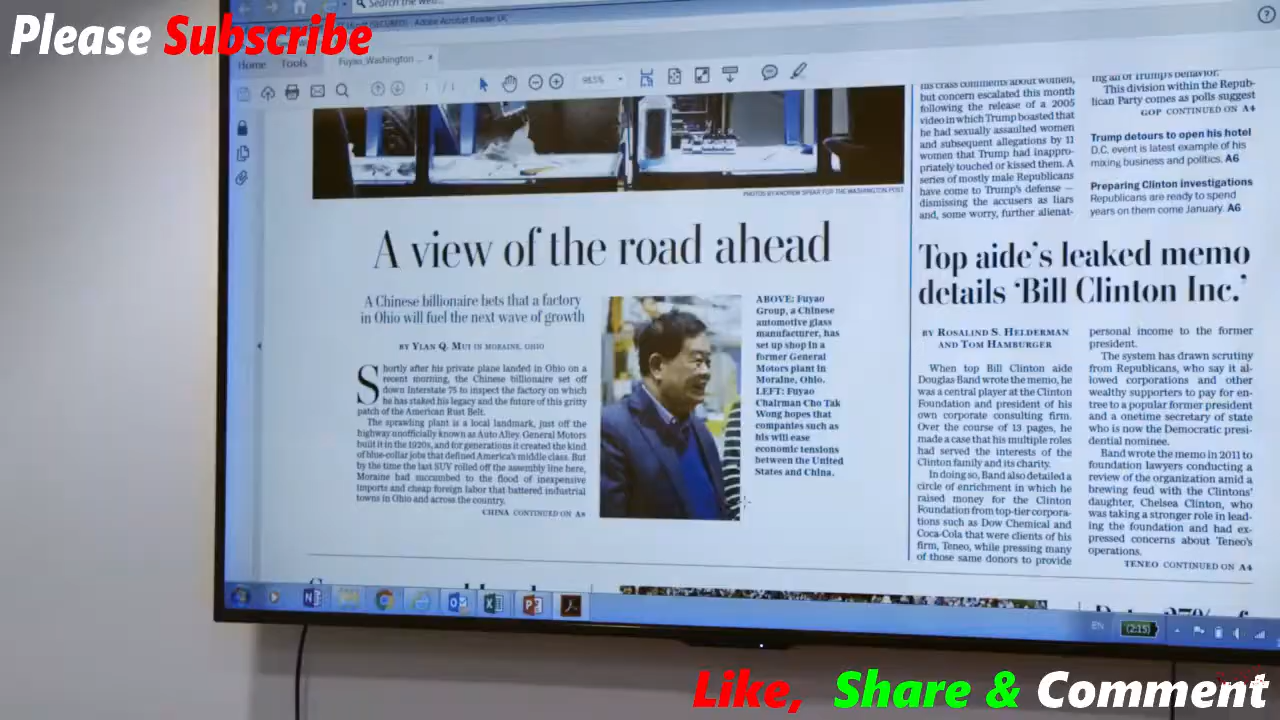 Please Subscribe
Search the web...
Adobe Acrobat Reader DC
Home Tools Fuyao_Washington ...
1 / 1
98.5%
PHOTOS BY ANDREW SPEAR FOR THE WASHINGTON POST
A view of the road ahead
A Chinese billionaire bets that a factory
in Ohio will fuel the next wave of growth
BY YLAN Q. MUI IN MORAINE, OHIO
Shortly after his private plane landed in Ohio on a
recent morning, the Chinese billionaire set off
down Interstate 75 to inspect the factory on which
he has staked his legacy and the future of this gritty
patch of the American Rust Belt.
The sprawling plant is a local landmark, just off the
highway unofficially known as Auto Alley. General Motors
built it in the 1920s, and for generations it created the kind
of blue-collar jobs that defined America's middle class. But
by the time the last SUV rolled off the assembly line here,
Moraine had succumbed to the flood of inexpensive
imports and cheap foreign labor that battered industrial
towns in Ohio and across the country.
CHINA CONTINUED ON A8
ABOVE: Fuyao
Group, a Chinese
automotive glass
manufacturer, has
set up shop in a
former General
Motors plant in
Moraine, Ohio.
LEFT: Fuyao
Chairman Cho Tak
Wong hopes that
companies such as
his will ease
economic tensions
between the United
States and China.
his crass comments about women,
but concern escalated this month
following the release of a 2005
video in which Trump boasted that
he had sexually assaulted women
and subsequent allegations by 11
women that Trump had inappro-
priately touched or kissed them. A
series of mostly male Republicans
have come to Trump's defense —
dismissing the accusers as liars
and, some worry, further alienat-
ing all of Trump's behavior.
This division within the Repub-
lican Party comes as polls suggest
GOP CONTINUED ON A4
Trump detours to open his hotel
D.C. event is latest example of his
mixing business and politics. A6
Preparing Clinton investigations
Republicans are ready to spend
years on them come January. A6
Top aide's leaked memo
details 'Bill Clinton Inc.'
BY ROSALIND S. HELDERMAN
AND TOM HAMBURGER
When top Bill Clinton aide
Douglas Band wrote the memo, he
was a central player at the Clinton
Foundation and president of his
own corporate consulting firm.
Over the course of 13 pages, he
made a case that his multiple roles
had served the interests of the
Clinton family and its charity.
In doing so, Band also detailed a
circle of enrichment in which he
raised money for the Clinton
Foundation from top-tier corpora-
tions such as Dow Chemical and
Coca-Cola that were clients of his
firm, Teneo, while pressing many
of those same donors to provide
personal income to the former
president.
The system has drawn scrutiny
from Republicans, who say it al-
lowed corporations and other
wealthy supporters to pay for en-
tree to a popular former president
and a onetime secretary of state
who is now the Democratic presi-
dential nominee.
Band wrote the memo in 2011 to
foundation lawyers conducting a
review of the organization amid a
brewing feud with the Clintons'
daughter, Chelsea Clinton, who
was taking a stronger role in lead-
ing the foundation and had ex-
pressed concerns about Teneo's
operations.
TENEO CONTINUED ON A4
EN
(2:15)
Like, Share & Comment